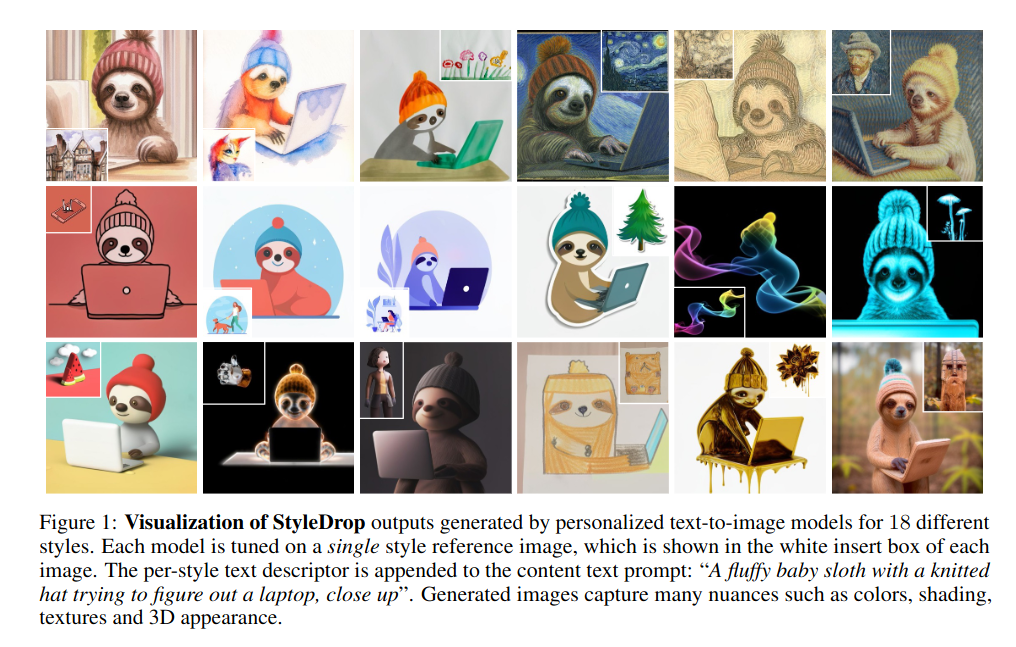 Figure 1: Visualization of StyleDrop outputs generated by personalized text-to-image models for 18 different
styles. Each model is tuned on a single style reference image, which is shown in the white insert box of each
image. The per-style text descriptor is appended to the content text prompt: “A fluffy baby sloth with a knitted
hat trying to figure out a laptop, close up”. Generated images capture many nuances such as colors, shading,
textures and 3D appearance.